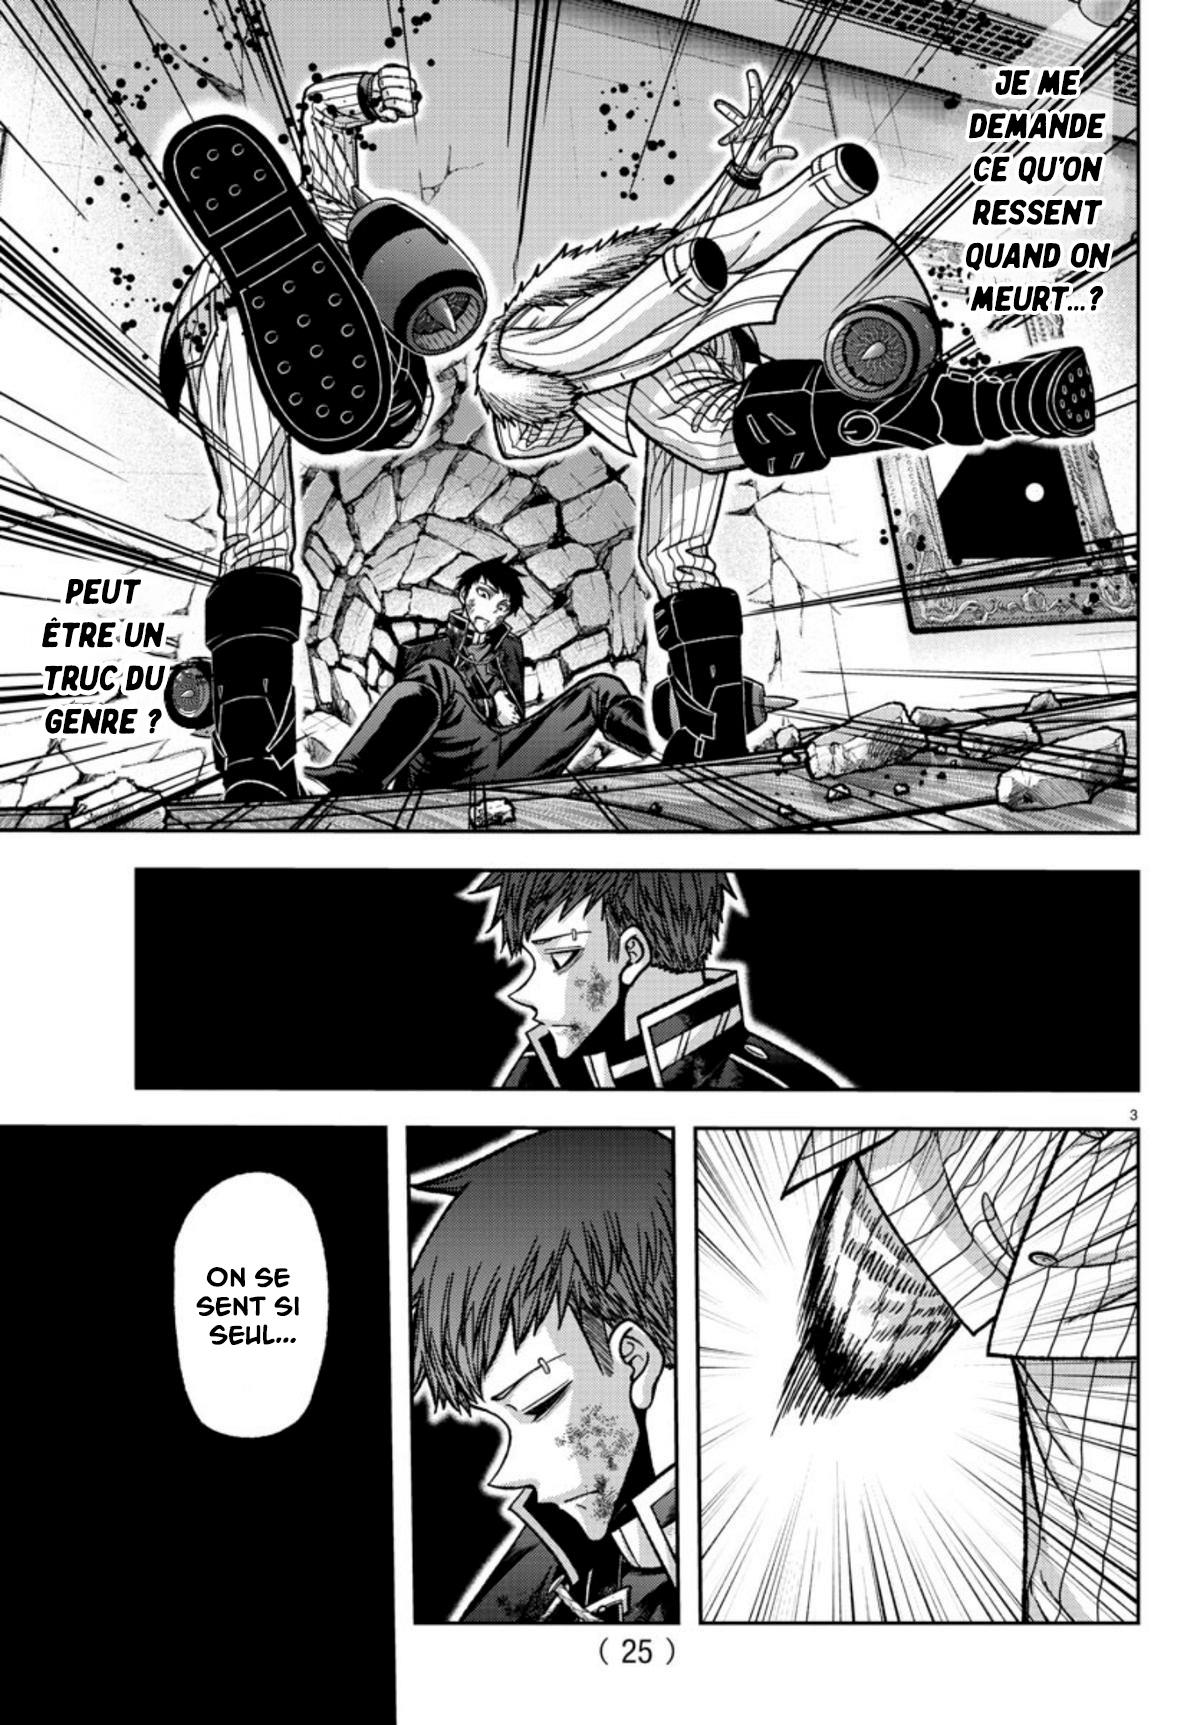 JE ME
DEMANDE
CE QU'ON
RESSENT
QUAND ON
MEURT...?
PEUT
ÊTRE UN
TRUC DU
GENRE ?
3
ON SE
SENT SI
SEUL...
( 25 )